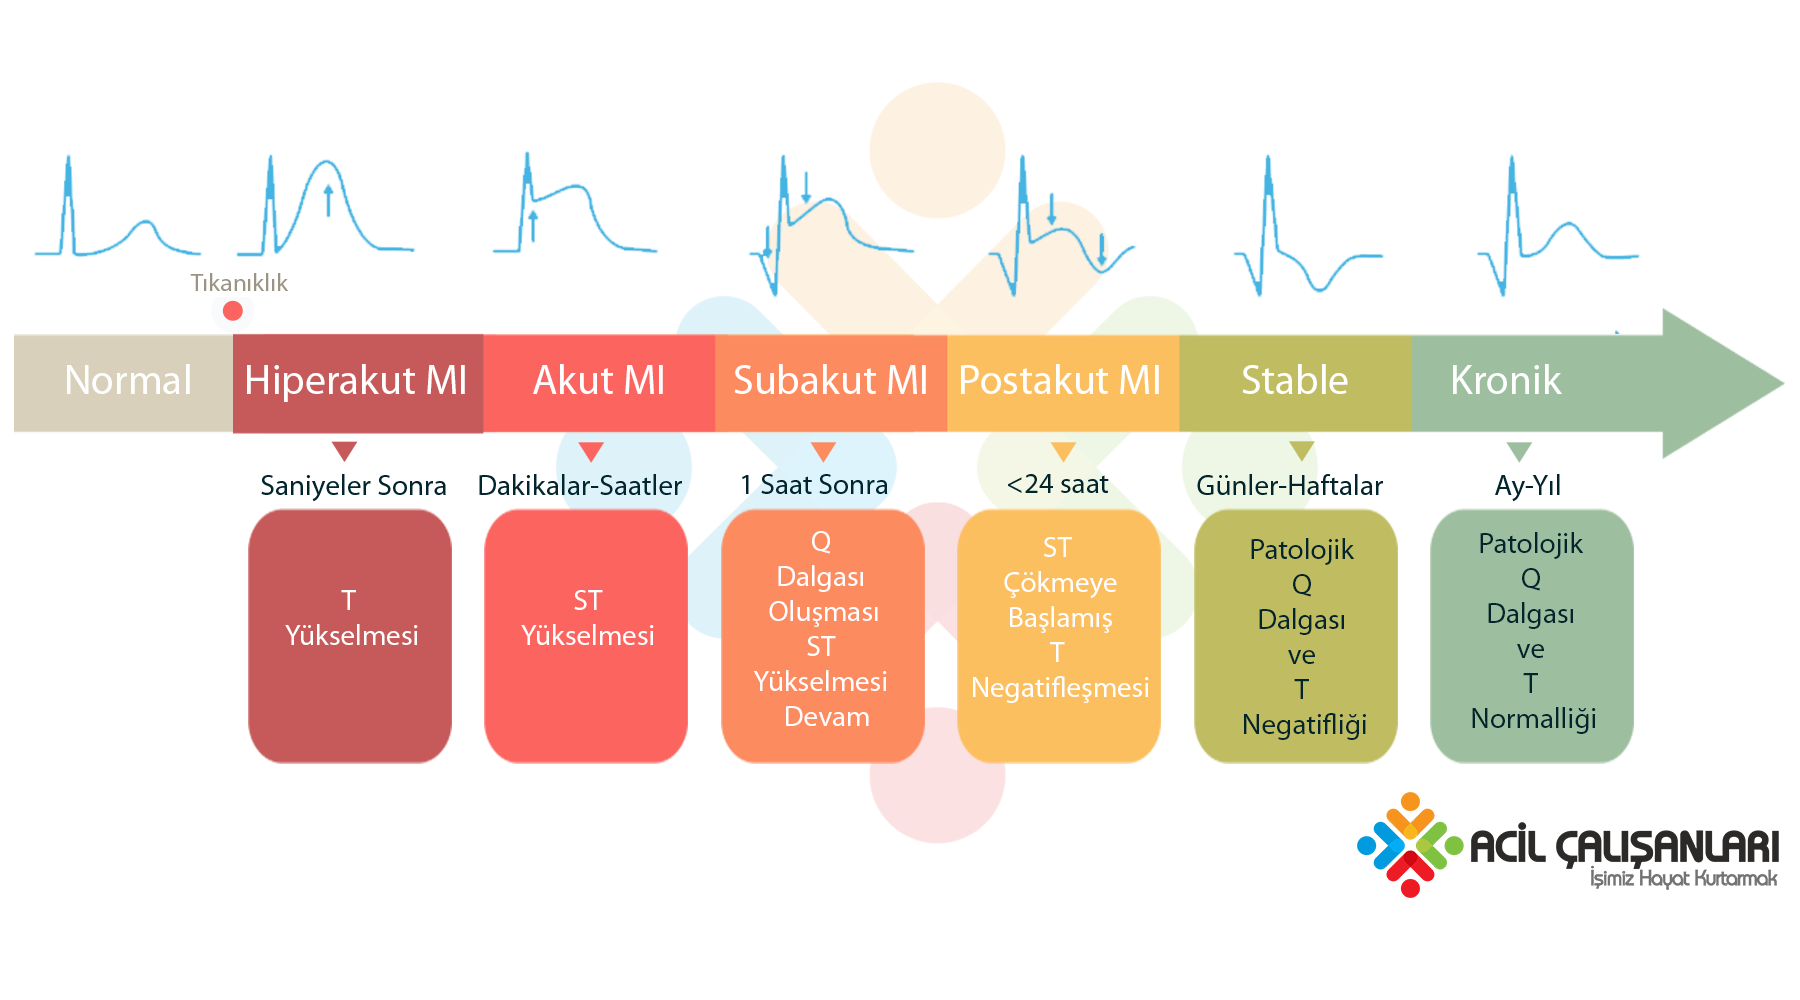 Tıkanıklık
Normal
Hiperakut MI
Akut MI
Subakut MI
Postakut MI
Stable
Kronik
Saniyeler Sonra
Dakikalar-Saatler
1 Saat Sonra
<24 saat
Günler-Haftalar
Ay-Yıl
T
Yükselmesi
ST
Yükselmesi
Q
Dalgası
Oluşması
ST
Yükselmesi
Devam
ST
Çökmeye
Başlamış
T
Negatifleşmesi
Patolojik
Q
Dalgası
ve
T
Negatifliği
Patolojik
Q
Dalgası
ve
T
Normalliği
ACİL ÇALIŞANLARI
İşimiz Hayat Kurtarmak